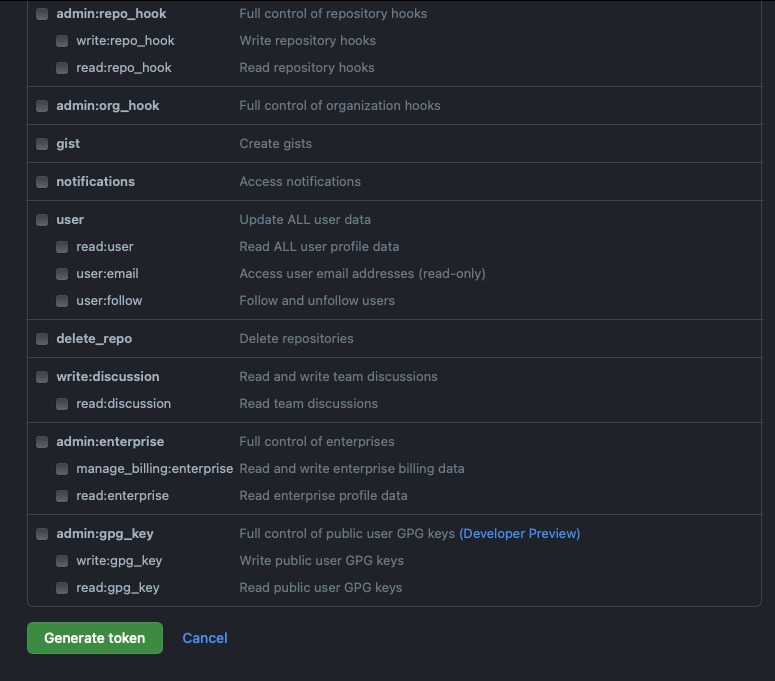 admin:repo_hook Full control of repository hooks
write:repo_hook Write repository hooks
read:repo_hook Read repository hooks
admin:org_hook Full control of organization hooks
gist Create gists
notifications Access notifications
user Update ALL user data
read:user Read ALL user profile data
user:email Access user email addresses (read-only)
user:follow Follow and unfollow users
delete_repo Delete repositories
write:discussion Read and write team discussions
read:discussion Read team discussions
admin:enterprise Full control of enterprises
manage_billing:enterprise Read and write enterprise billing data
read:enterprise Read enterprise profile data
admin:gpg_key Full control of public user GPG keys (Developer Preview)
write:gpg_key Write public user GPG keys
read:gpg_key Read public user GPG keys
Generate token Cancel